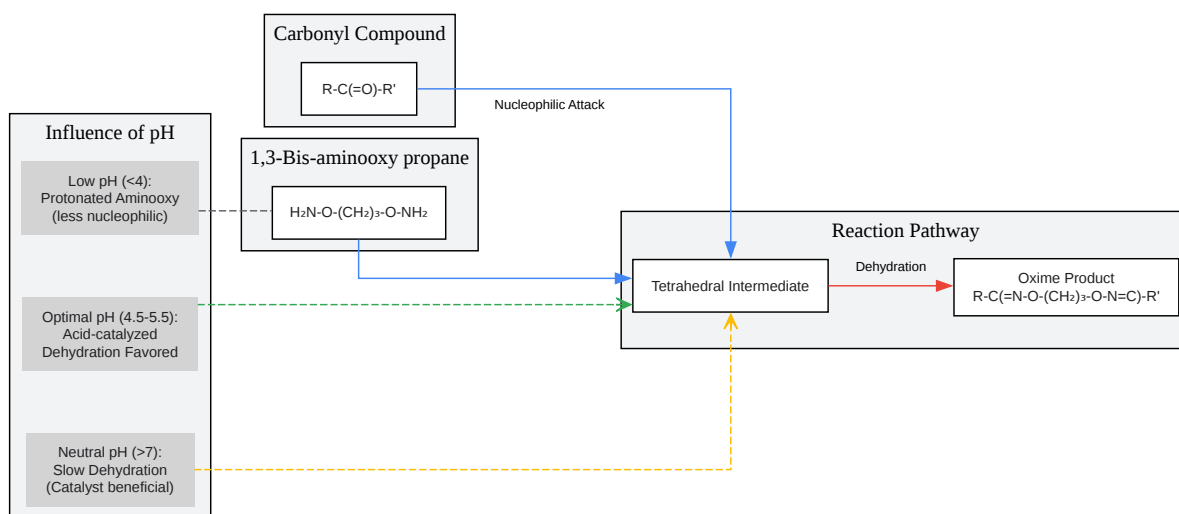 Carbonyl Compound
R-C(=O)-R'
Nucleophilic Attack
Influence of pH
Low pH (<4):
Protonated Aminooxy
(less nucleophilic)
Optimal pH (4.5-5.5):
Acid-catalyzed
Dehydration Favored
Neutral pH (>7):
Slow Dehydration
(Catalyst beneficial)
1,3-Bis-aminooxy propane
H₂N-O-(CH₂)₃-O-NH₂
Reaction Pathway
Tetrahedral Intermediate
Dehydration
Oxime Product
R-C(=N-O-(CH₂)₃-O-N=C)-R'